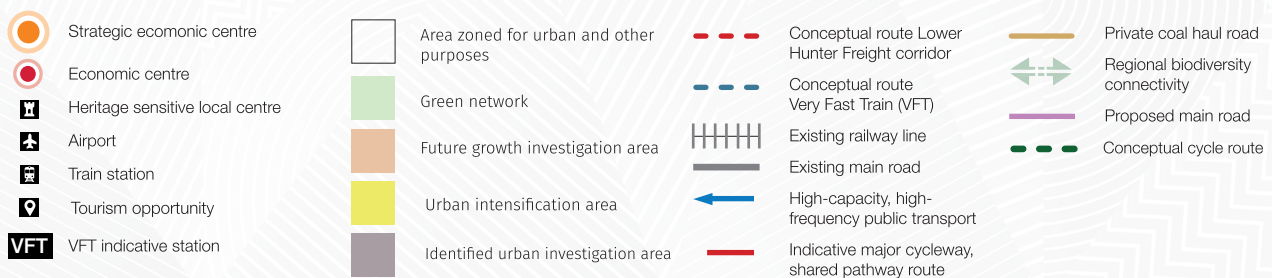 Strategic ecomonic centre
Economic centre
Heritage sensitive local centre
Airport
Train station
Tourism opportunity
VFT VFT indicative station
Area zoned for urban and other
purposes
Green network
Future growth investigation area
Urban intensification area
Identified urban investigation area
Conceptual route Lower
Hunter Freight corridor
Conceptual route
Very Fast Train (VFT)
Existing railway line
Existing main road
High-capacity, high-
frequency public transport
Indicative major cycleway,
shared pathway route
Private coal haul road
Regional biodiversity
connectivity
Proposed main road
Conceptual cycle route